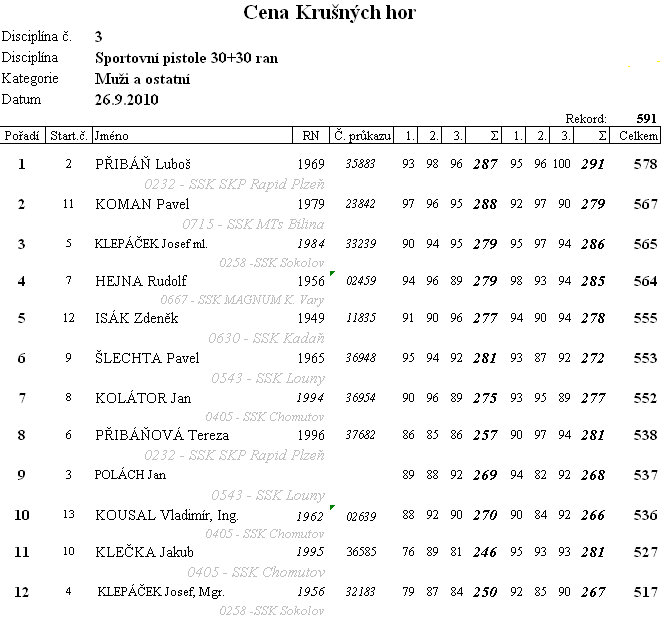 Cena Krušných hor
Disciplína č. 3
Disciplína Sportovní pistole 30+30 ran
Kategorie Muži a ostatní
Datum 26.9.2010
Rekord: 591
Pořadí Start.č. Jméno RN Č. průkazu 1. 2. 3. Σ 1. 2. 3. Σ Celkem
1 2 PŘIBÁŇ Luboš 1969 35883 93 98 96 287 95 96 100 291 578
0232 - SSK SKP Rapid Plzeň
2 11 KOMAN Pavel 1979 23842 97 96 95 288 92 97 90 279 567
0715 - SSK MTs Bílina
3 5 KLEPÁČEK Josef ml. 1984 33239 90 94 95 279 95 97 94 286 565
0258 -SSK Sokolov
4 7 HEJNA Rudolf 1956 02459 94 96 89 279 98 93 94 285 564
0667 - SSK MAGNUM K. Vary
5 12 ISÁK Zdeněk 1949 11835 91 90 96 277 94 90 94 278 555
0630 - SSK Kadaň
6 9 ŠLECHTA Pavel 1965 36948 95 94 92 281 93 87 92 272 553
0543 - SSK Louny
7 8 KOLÁTOR Jan 1994 36954 90 96 89 275 93 95 89 277 552
0405 - SSK Chomutov
8 6 PŘIBÁŇOVÁ Tereza 1996 37682 86 85 86 257 90 97 94 281 538
0232 - SSK SKP Rapid Plzeň
9 3 POLÁCH Jan 89 88 92 269 94 82 92 268 537
0543 - SSK Louny
10 13 KOUSAL Vladimír, Ing. 1962 02639 88 92 90 270 90 84 92 266 536
0405 - SSK Chomutov
11 10 KLEČKA Jakub 1995 36585 76 89 81 246 95 93 93 281 527
0405 - SSK Chomutov
12 4 KLEPÁČEK Josef, Mgr. 1956 32183 79 87 84 250 92 85 90 267 517
0258 -SSK Sokolov